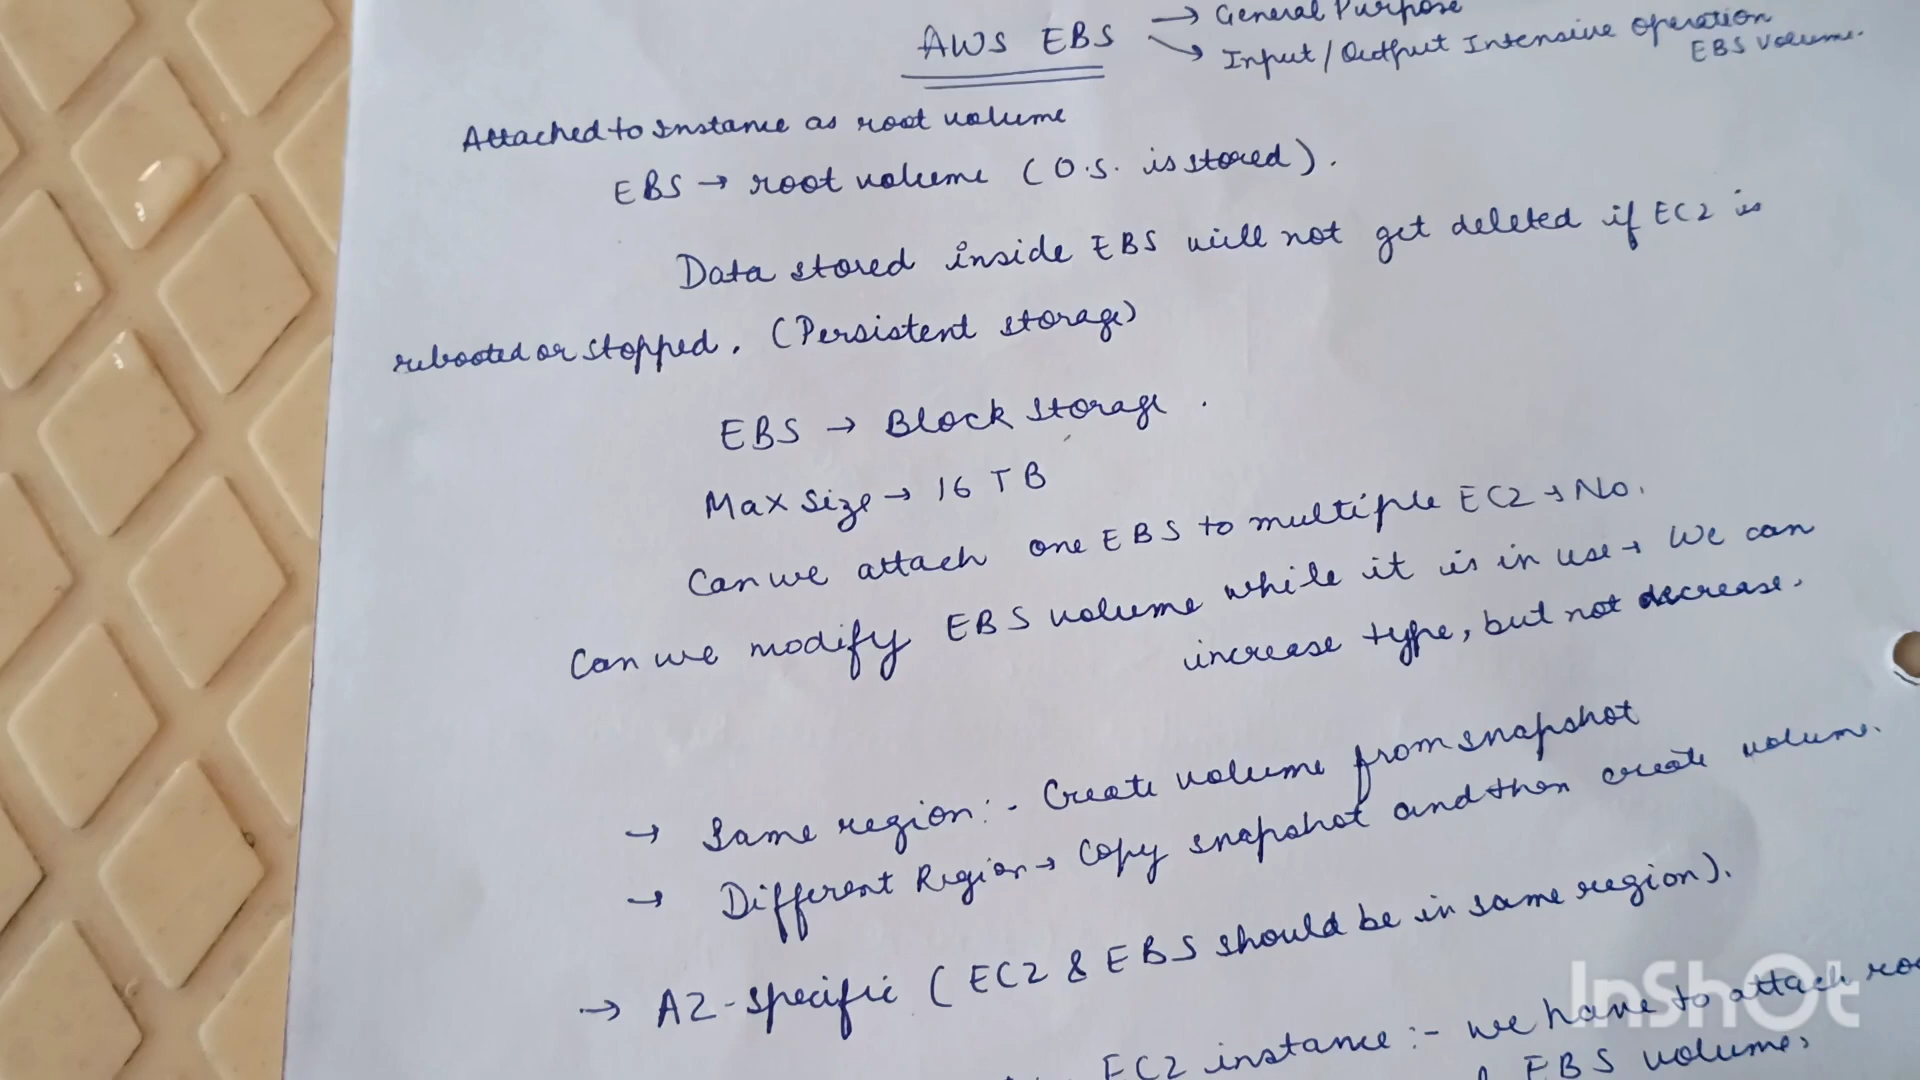 AWS EBS → General Purpose
→ Input/Output Intensive operation
EBS volume.
Attached to Instance as root volume
EBS → root volume (O.S. is stored).
Data stored inside EBS will not get deleted if EC2 is
rebooted or stopped. (Persistent storage)
EBS → Block Storage.
Max Size → 16 TB
Can we attach one EBS to multiple EC2 → No.
Can we modify EBS volume while it is in use → We can
increase type, but not decrease.
→ Same region:- Create volume from snapshot
→ Different Region → Copy snapshot and then create volume.
→ AZ-specific (EC2 & EBS should be in same region).
EC2 instance:- we have to attach
EBS volume,
InShOt